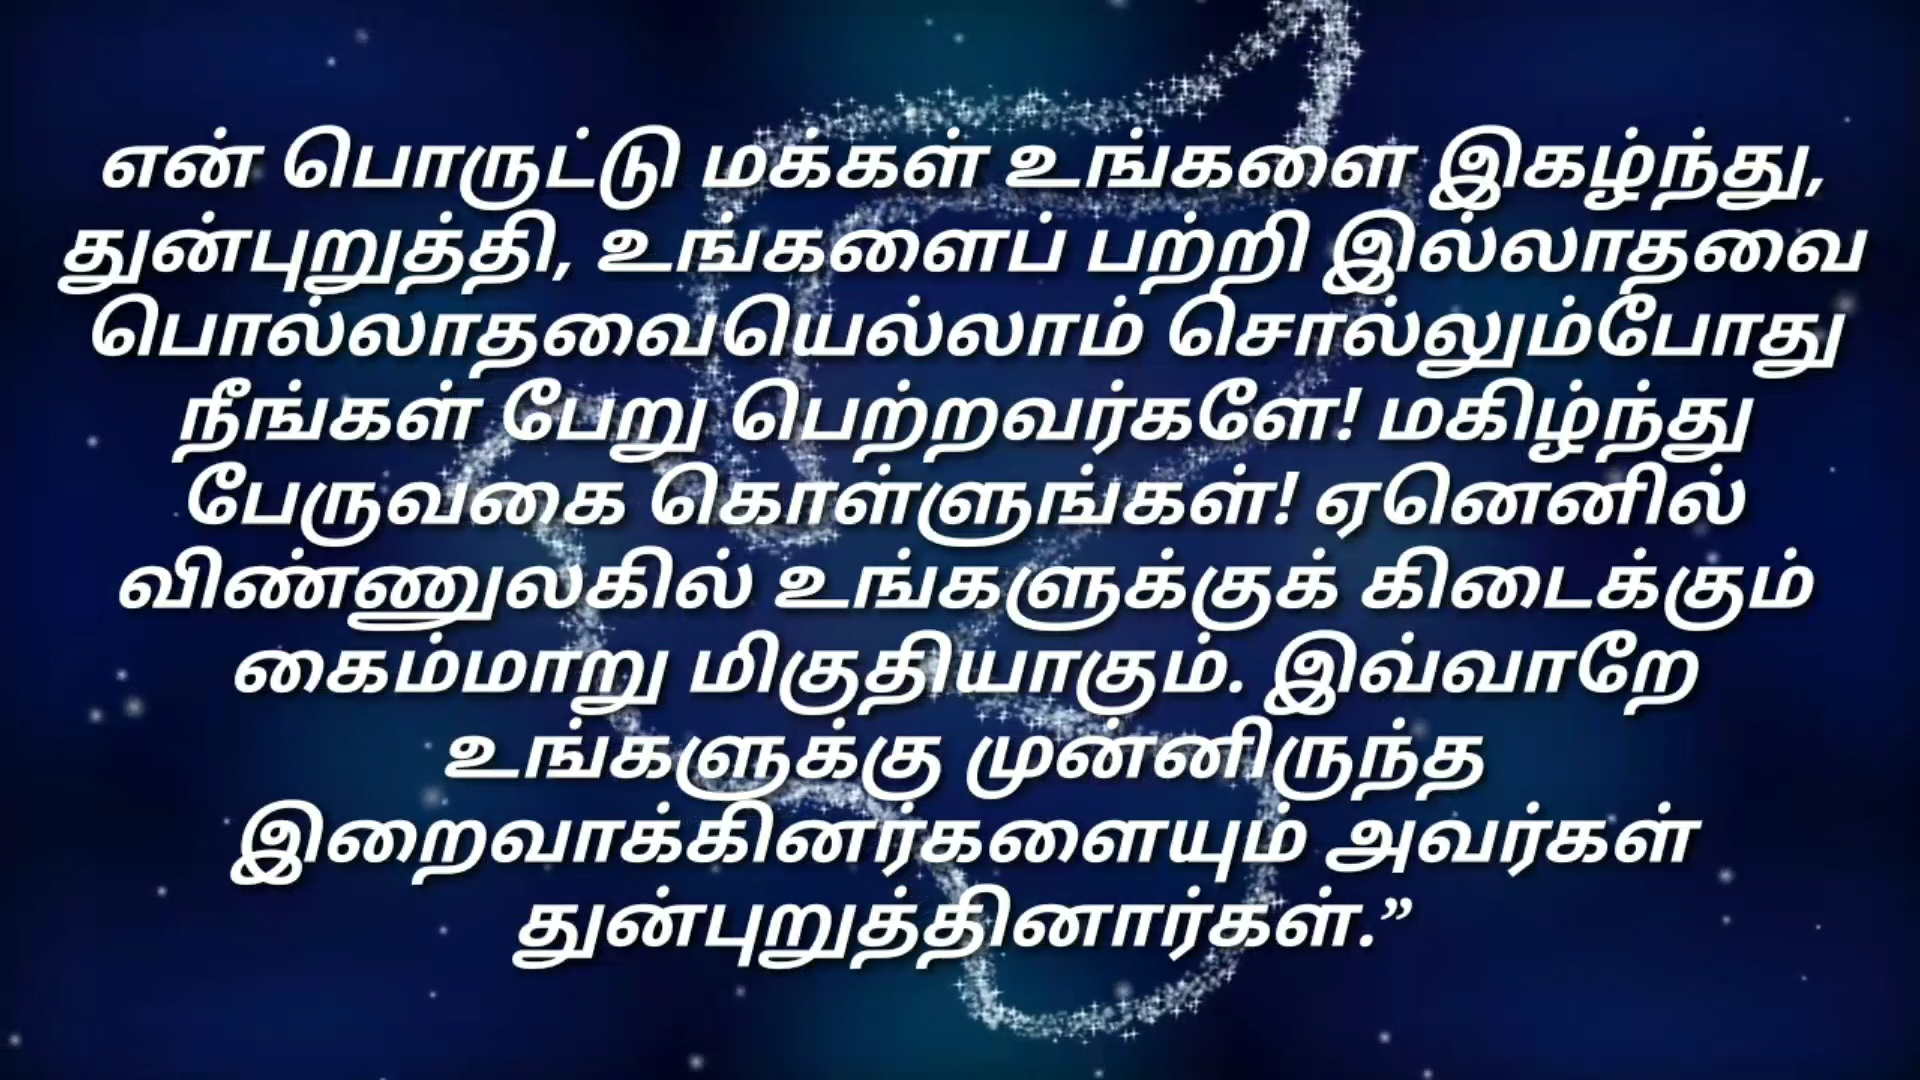 என் பொருட்டு மக்கள் உங்களை இகழ்ந்து,
துன்புறுத்தி, உங்களைப் பற்றி இல்லாதவை
பொல்லாதவையெல்லாம் சொல்லும்போது
நீங்கள் பேறு பெற்றவர்களே! மகிழ்ந்து
பேருவகை கொள்ளுங்கள்! ஏனெனில்
விண்ணுலகில் உங்களுக்குக் கிடைக்கும்
கைம்மாறு மிகுதியாகும். இவ்வாறே
உங்களுக்கு முன்னிருந்த
இறைவாக்கினர்களையும் அவர்கள்
துன்புறுத்தினார்கள்.”